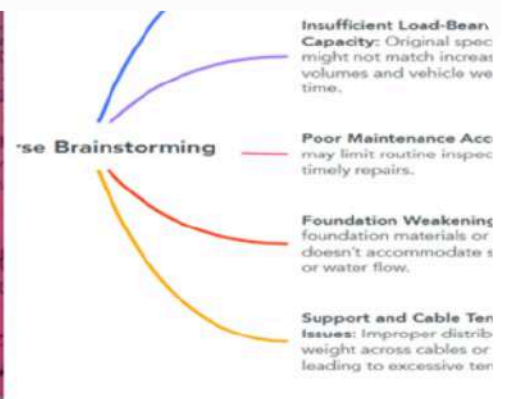 Insufficient Load-Bear
Capacity: Original spec
might not match increas
volumes and vehicle we
time.
rse Brainstorming
Poor Maintenance Acc
may limit routine inspec
timely repairs.
Foundation Weakening
foundation materials or
doesn't accommodate s
or water flow.
Support and Cable Ten
Issues: Improper distrib
weight across cables or
leading to excessive ten